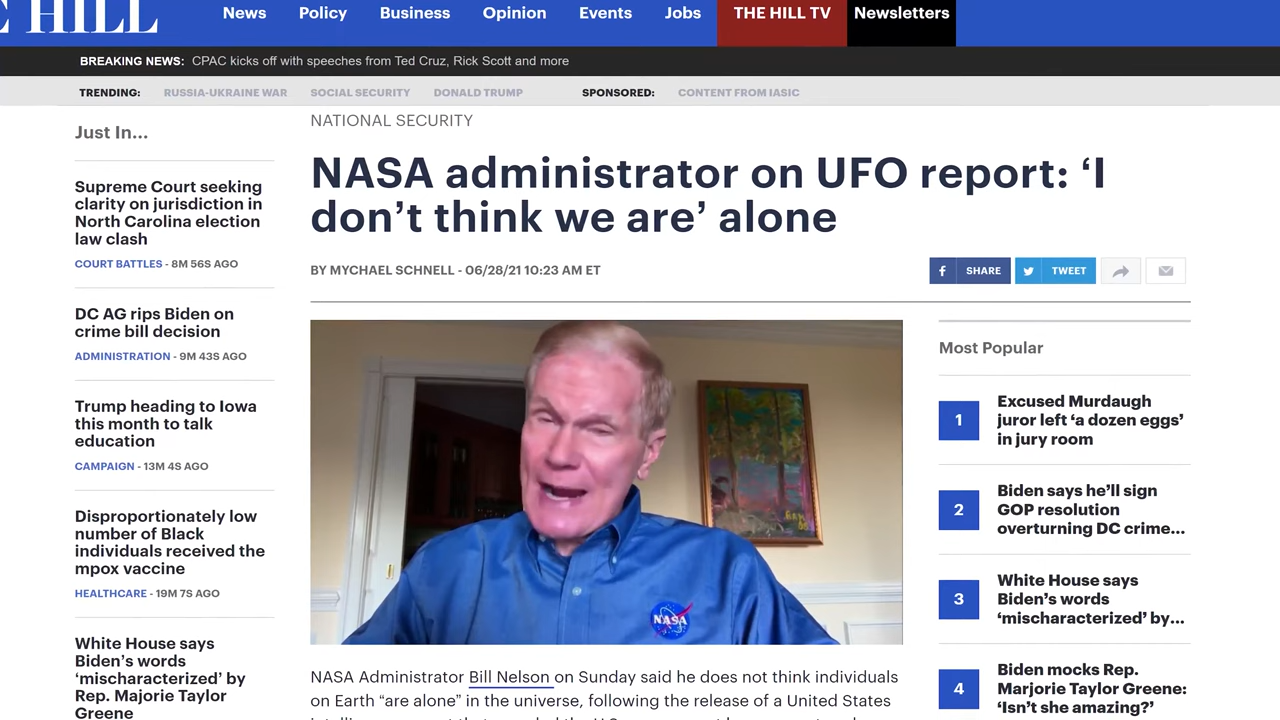 E HILL
News Policy Business Opinion Events Jobs THE HILL TV Newsletters
BREAKING NEWS: CPAC kicks off with speeches from Ted Cruz, Rick Scott and more
TRENDING: RUSSIA-UKRAINE WAR SOCIAL SECURITY DONALD TRUMP SPONSORED: CONTENT FROM IASIC
Just In...
Supreme Court seeking
clarity on jurisdiction in
North Carolina election
law clash
COURT BATTLES - 8M 56S AGO
DC AG rips Biden on
crime bill decision
ADMINISTRATION - 9M 43S AGO
Trump heading to Iowa
this month to talk
education
CAMPAIGN - 13M 4S AGO
Disproportionately low
number of Black
individuals received the
mpox vaccine
HEALTHCARE - 19M 7S AGO
White House says
Biden’s words
‘mischaracterized’ by
Rep. Marjorie Taylor
Greene
NATIONAL SECURITY
NASA administrator on UFO report: ‘I
don’t think we are’ alone
BY MYCHAEL SCHNELL - 06/28/21 10:23 AM ET
SHARE TWEET
NASA
NASA Administrator Bill Nelson on Sunday said he does not think individuals
on Earth “are alone” in the universe, following the release of a United States
Most Popular
1 Excused Murdaugh
juror left ‘a dozen eggs’
in jury room
2 Biden says he’ll sign
GOP resolution
overturning DC crime...
3 White House says
Biden’s words
‘mischaracterized’ by...
4 Biden mocks Rep.
Marjorie Taylor Greene:
‘Isn’t she amazing?’